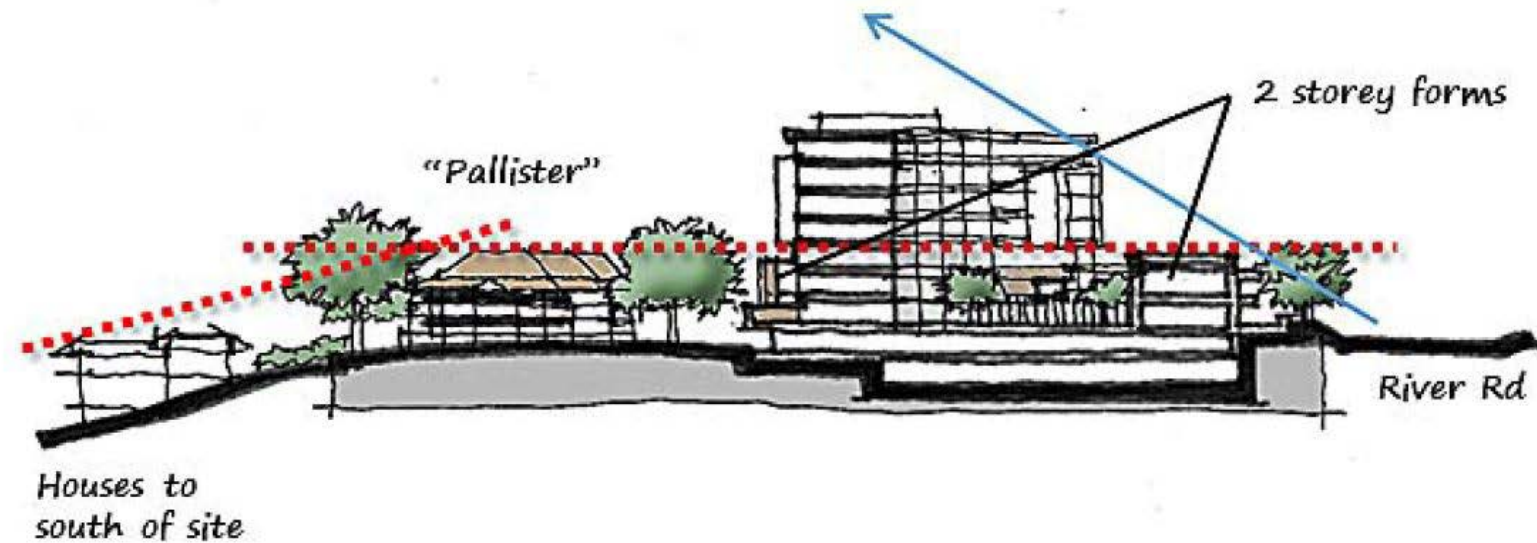 2 storey forms
“Pallister”
River Rd
Houses to
south of site